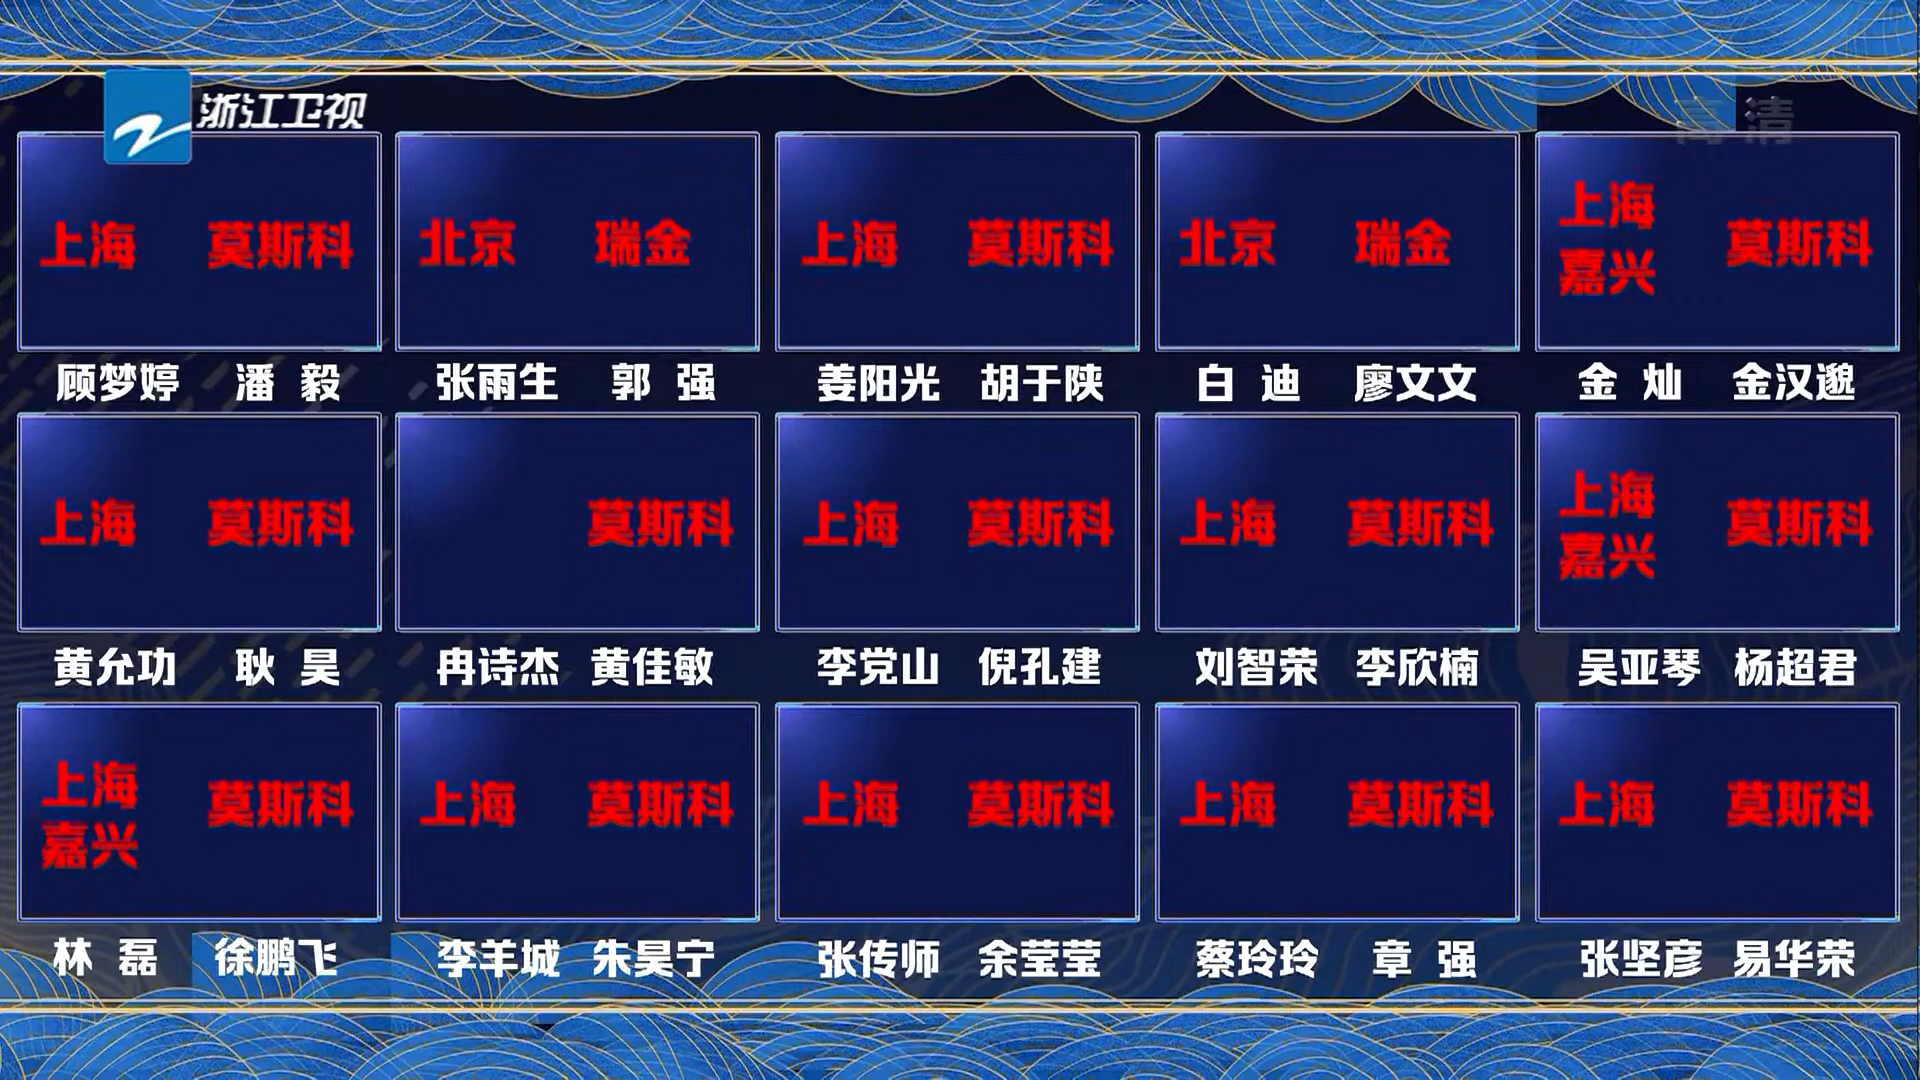 浙江卫视
高清
上海 莫斯科
北京 瑞金
上海 莫斯科
北京 瑞金
上海
嘉兴
莫斯科
顾梦婷 潘毅
张雨生 郭强
姜阳光 胡于陕
白迪 廖文文
金灿 金汉邈
上海 莫斯科
莫斯科
上海 莫斯科
上海 莫斯科
上海
嘉兴
莫斯科
黄允功 耿昊
冉诗杰 黄佳敏
李党山 倪孔建
刘智荣 李欣楠
吴亚琴 杨超君
上海
嘉兴
莫斯科
上海 莫斯科
上海 莫斯科
上海 莫斯科
上海 莫斯科
林磊 徐鹏飞
李羊城 朱昊宁
张传师 余莹莹
蔡玲玲 章强
张坚彦 易华荣